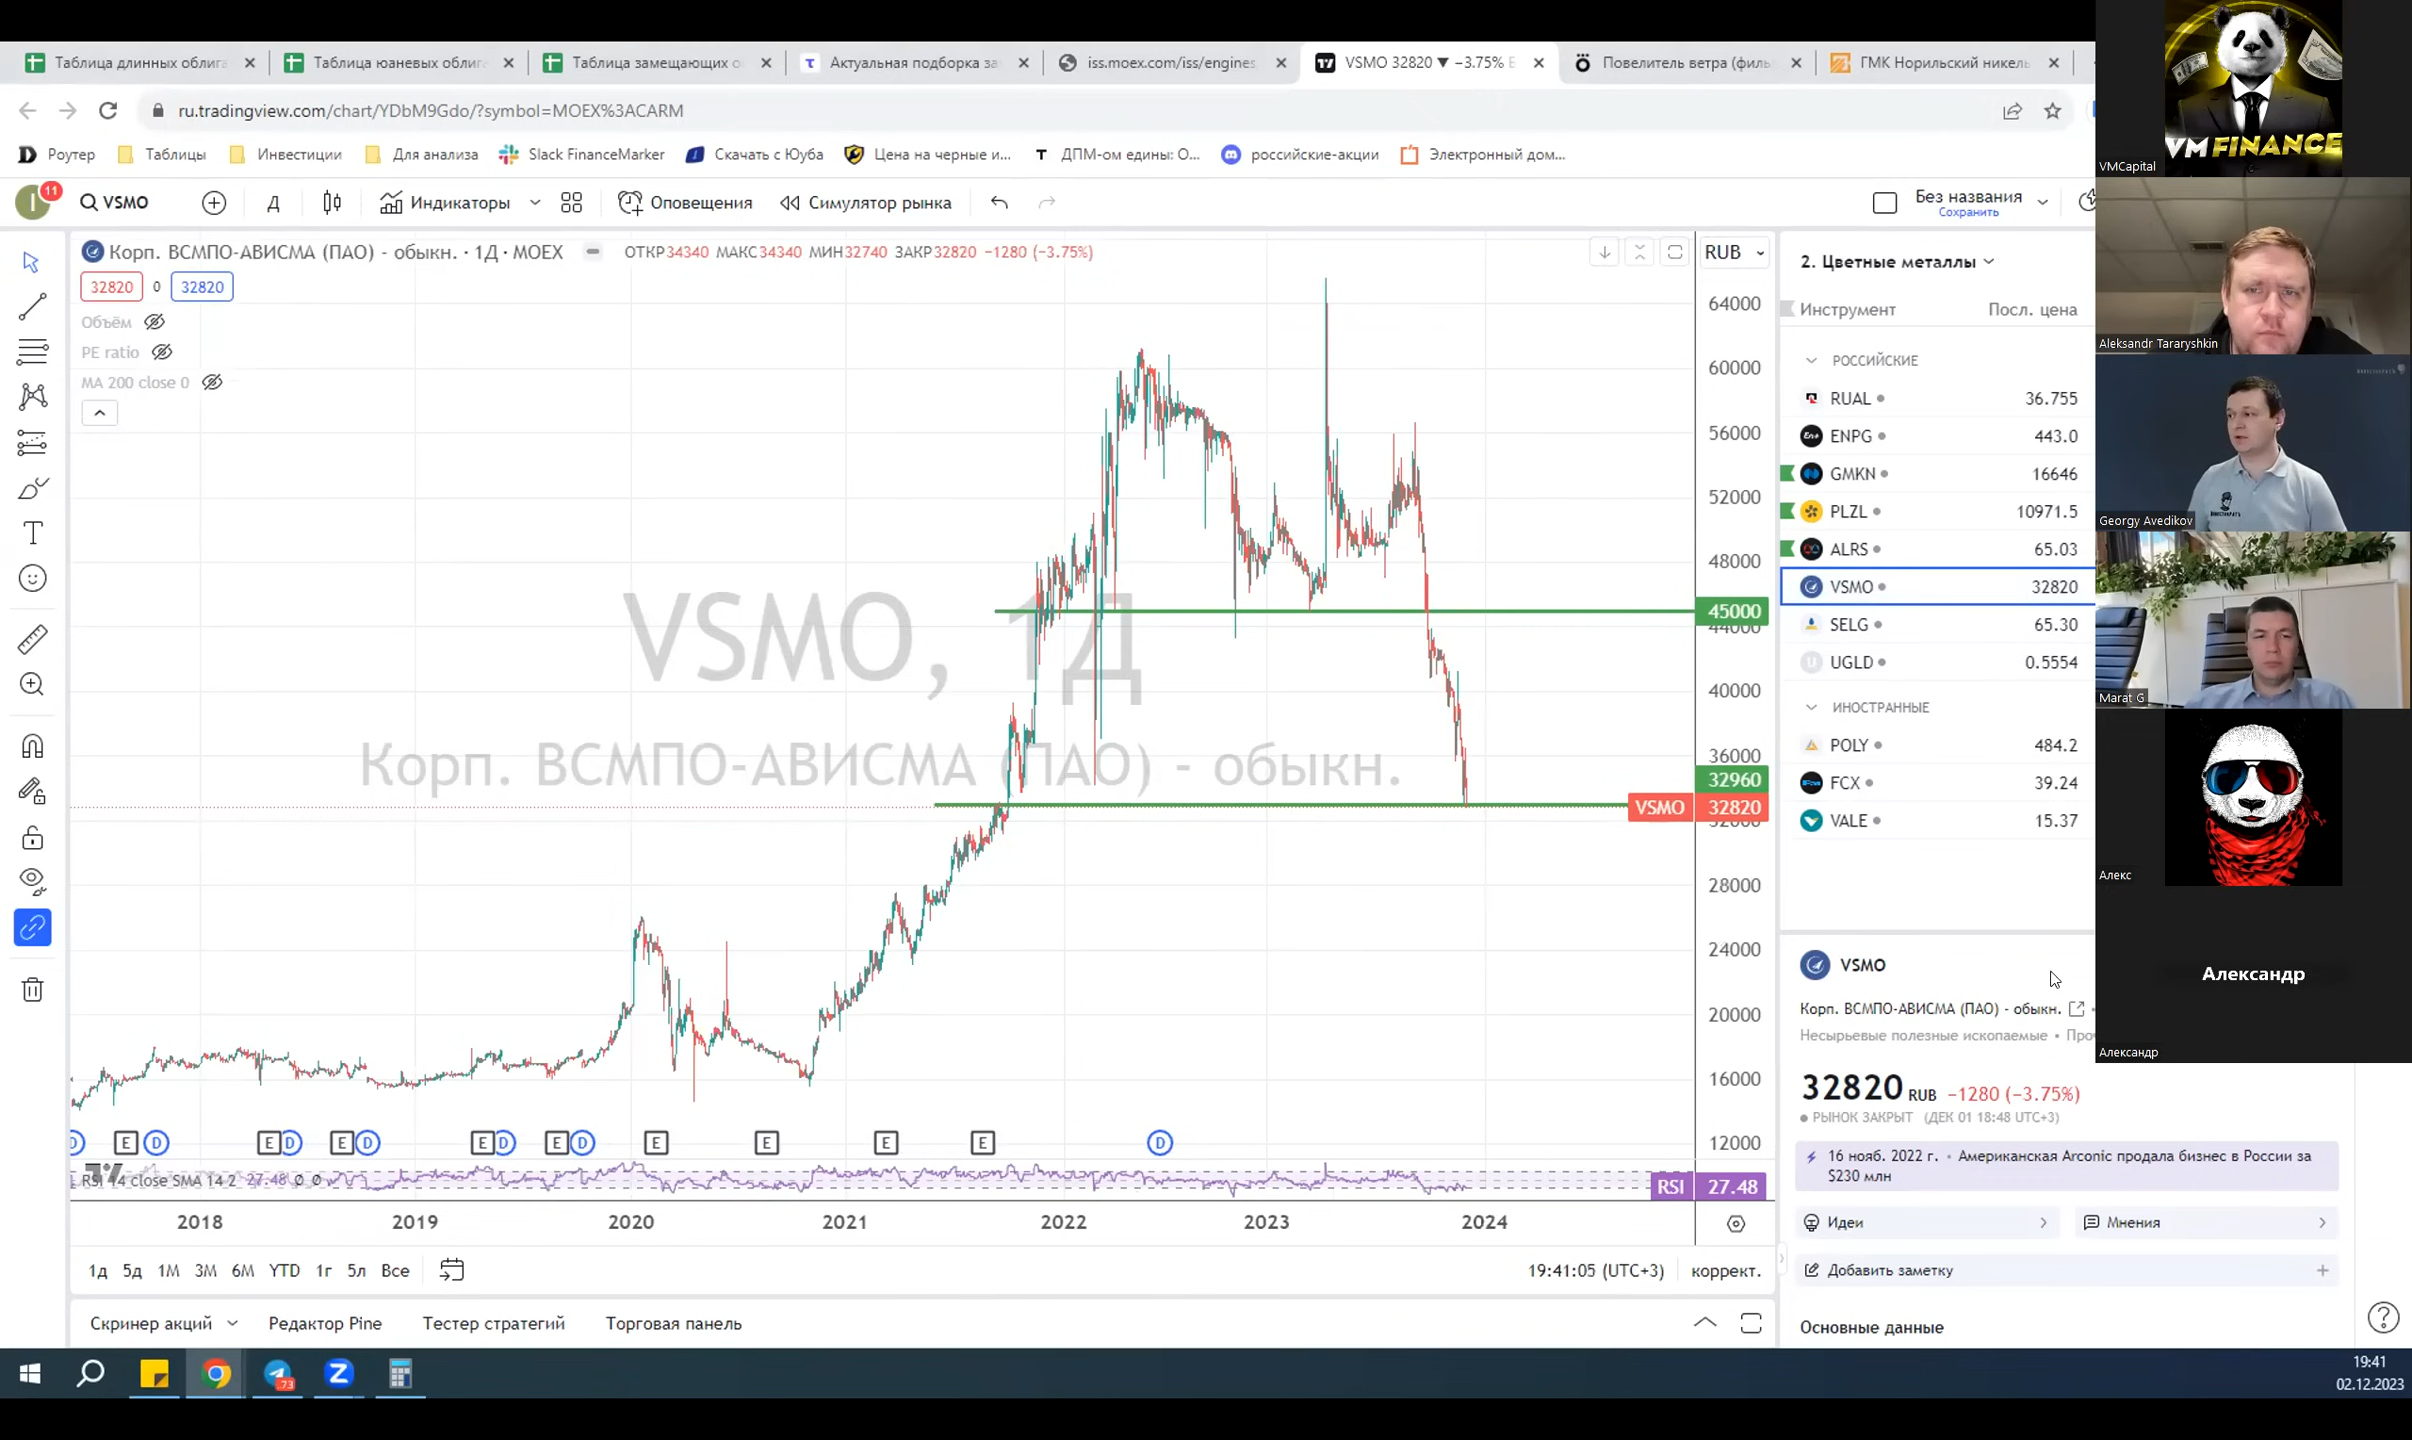 Таблица длинных облига
Таблица юаневых облиг
Таблица замещающих о
Актуальная подборка за
iss.moex.com/iss/engines
VSMO 32820 ▼ −3.75% Е
Повелитель ветра (филь
ГМК Норильский никель
ru.tradingview.com/chart/YDbM9Gdo/?symbol=MOEX%3ACARM
Роутер
Таблицы
Инвестиции
Для анализа
Slack FinanceMarker
Скачать с Юуба
Цена на черные и...
ДПМ-ом едины: О...
российские-акции
Электронный дом...
11
VSMO
Д
Индикаторы
Оповещения
Симулятор рынка
Без названия
Сохранить
Корп. ВСМПО-АВИСМА (ПАО) - обыкн. · 1Д · MOEX
ОТКР34340 МАКС34340 МИН32740 ЗАКР32820 −1280 (−3.75%)
32820 0 32820
Объём
PE ratio
MA 200 close 0
VSMO, 1Д
Корп. ВСМПО-АВИСМА (ПАО) - обыкн.
RUB
64000
60000
56000
52000
48000
45000
44000
40000
36000
32960
VSMO 32820
32000
28000
24000
20000
16000
12000
D E D E D E D E D E D E E E E D
RSI 14 close SMA 14 2 27.48 ∅ ∅
RSI 27.48
2018 2019 2020 2021 2022 2023 2024
1д 5д 1М 3М 6М YTD 1г 5л Все
19:41:05 (UTC+3) коррект.
Скринер акций
Редактор Pine
Тестер стратегий
Торговая панель
2. Цветные металлы
Инструмент Посл. цена
РОССИЙСКИЕ
RUAL 36.755
ENPG 443.0
GMKN 16646
PLZL 10971.5
ALRS 65.03
VSMO 32820
SELG 65.30
UGLD 0.5554
ИНОСТРАННЫЕ
POLY 484.2
FCX 39.24
VALE 15.37
VSMO
Корп. ВСМПО-АВИСМА (ПАО) - обыкн.
Несырьевые полезные ископаемые • Про
32820 RUB −1280 (−3.75%)
РЫНОК ЗАКРЫТ (ДЕК 01 18:48 UTC+3)
16 нояб. 2022 г. • Американская Arconic продала бизнес в России за
$230 млн
Идеи
Мнения
Добавить заметку
Основные данные
VM FINANCE
VMCapital
Aleksandr Tararyshkin
Georgy Avedikov
Marat G
Алекс
Александр
Александр
73
19:41
02.12.2023